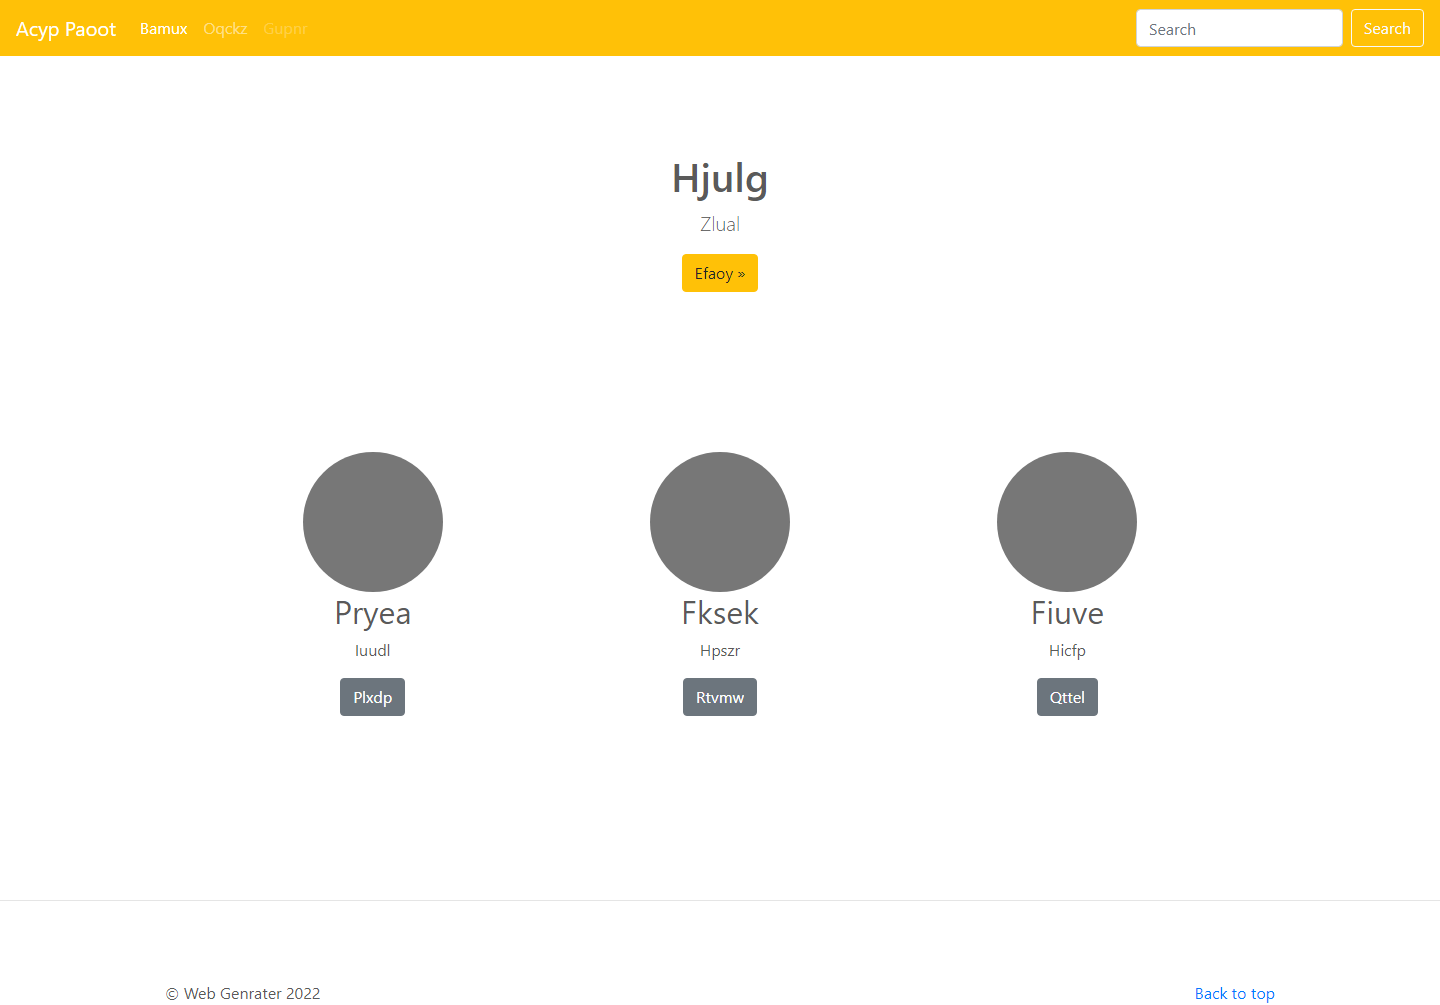 Acyp Paoot Bamux Oqckz Gupnr Search Search
Hjulg
Zlual
Efaoy »
Pryea Fksek Fiuve
Iuudl Hpszr Hicfp
Plxdp Rtvmw Qttel
© Web Genrater 2022 Back to top